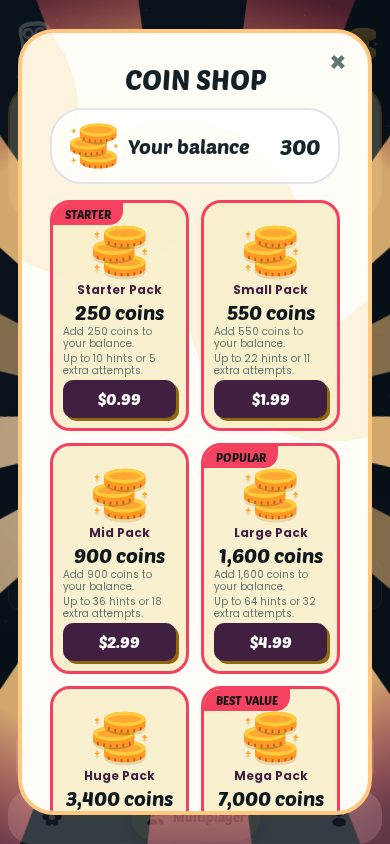 COIN SHOP
Your balance 300
STARTER
Starter Pack
250 coins
Add 250 coins to
your balance.
Up to 10 hints or 5
extra attempts.
$0.99
Small Pack
550 coins
Add 550 coins to
your balance.
Up to 22 hints or 11
extra attempts.
$1.99
Mid Pack
900 coins
Add 900 coins to
your balance.
Up to 36 hints or 18
extra attempts.
$2.99
POPULAR
Large Pack
1,600 coins
Add 1,600 coins to
your balance.
Up to 64 hints or 32
extra attempts.
$4.99
Huge Pack
3,400 coins
BEST VALUE
Mega Pack
7,000 coins
Multiplayer